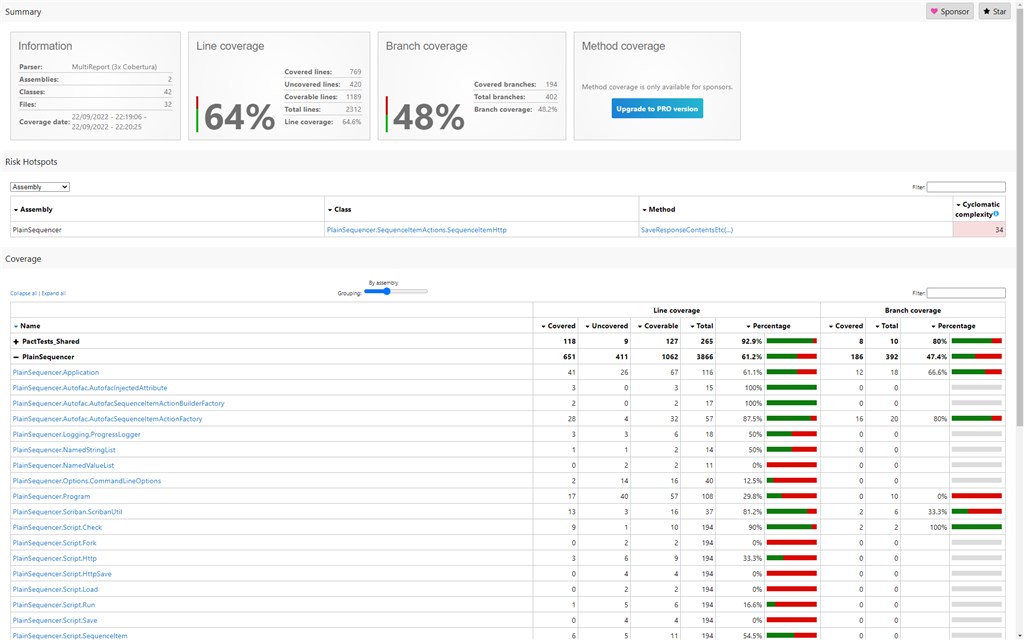 Summary
Sponsor
Star
Information
Parser: MultiReport (3x Cobertura)
Assemblies: 2
Classes: 42
Files: 32
Coverage date: 22/09/2022 - 22:19:06 -
22/09/2022 - 22:20:25
Line coverage
64%
Covered lines: 769
Uncovered lines: 420
Coverable lines: 1189
Total lines: 2312
Line coverage: 64.6%
Branch coverage
48%
Covered branches: 194
Total branches: 402
Branch coverage: 48.2%
Method coverage
Method coverage is only available for sponsors.
Upgrade to PRO version
Risk Hotspots
Assembly
Filter:
Assembly Class Method Cyclomatic
complexity
PlainSequencer PlainSequencer.SequenceItemActions.SequenceItemHttp SaveResponseContentsEtc(...) 34
Coverage
Collapse all | Expand all
By assembly
Grouping:
Filter:
Line coverage Branch coverage
Name Covered Uncovered Coverable Total Percentage Covered Total Percentage
PactTests_Shared 118 9 127 265 92.9% 8 10 80%
PlainSequencer 651 411 1062 3866 61.2% 186 392 47.4%
PlainSequencer.Application 41 26 67 116 61.1% 12 18 66.6%
PlainSequencer.Autofac.AutofacInjectedAttribute 3 0 3 15 100% 0 0
PlainSequencer.Autofac.AutofacSequenceItemActionBuilderFactory 2 0 2 17 100% 0 0
PlainSequencer.Autofac.AutofacSequenceItemActionFactory 28 4 32 57 87.5% 16 20 80%
PlainSequencer.Logging.ProgressLogger 3 3 6 18 50% 0 0
PlainSequencer.NamedStringList 1 1 2 14 50% 0 0
PlainSequencer.NamedValueList 0 2 2 11 0% 0 0
PlainSequencer.Options.CommandLineOptions 2 14 16 40 12.5% 0 0
PlainSequencer.Program 17 40 57 108 29.8% 0 10 0%
PlainSequencer.Scriban.ScribanUtil 13 3 16 37 81.2% 2 6 33.3%
PlainSequencer.Script.Check 9 1 10 194 90% 2 2 100%
PlainSequencer.Script.Fork 0 2 2 194 0% 0 0
PlainSequencer.Script.Http 3 6 9 194 33.3% 0 0
PlainSequencer.Script.HttpSave 0 4 4 194 0% 0 0
PlainSequencer.Script.Load 0 2 2 194 0% 0 0
PlainSequencer.Script.Run 1 5 6 194 16.6% 0 0
PlainSequencer.Script.Save 0 4 4 194 0% 0 0
PlainSequencer.Script.SequenceItem 6 5 11 194 54.5% 0 0